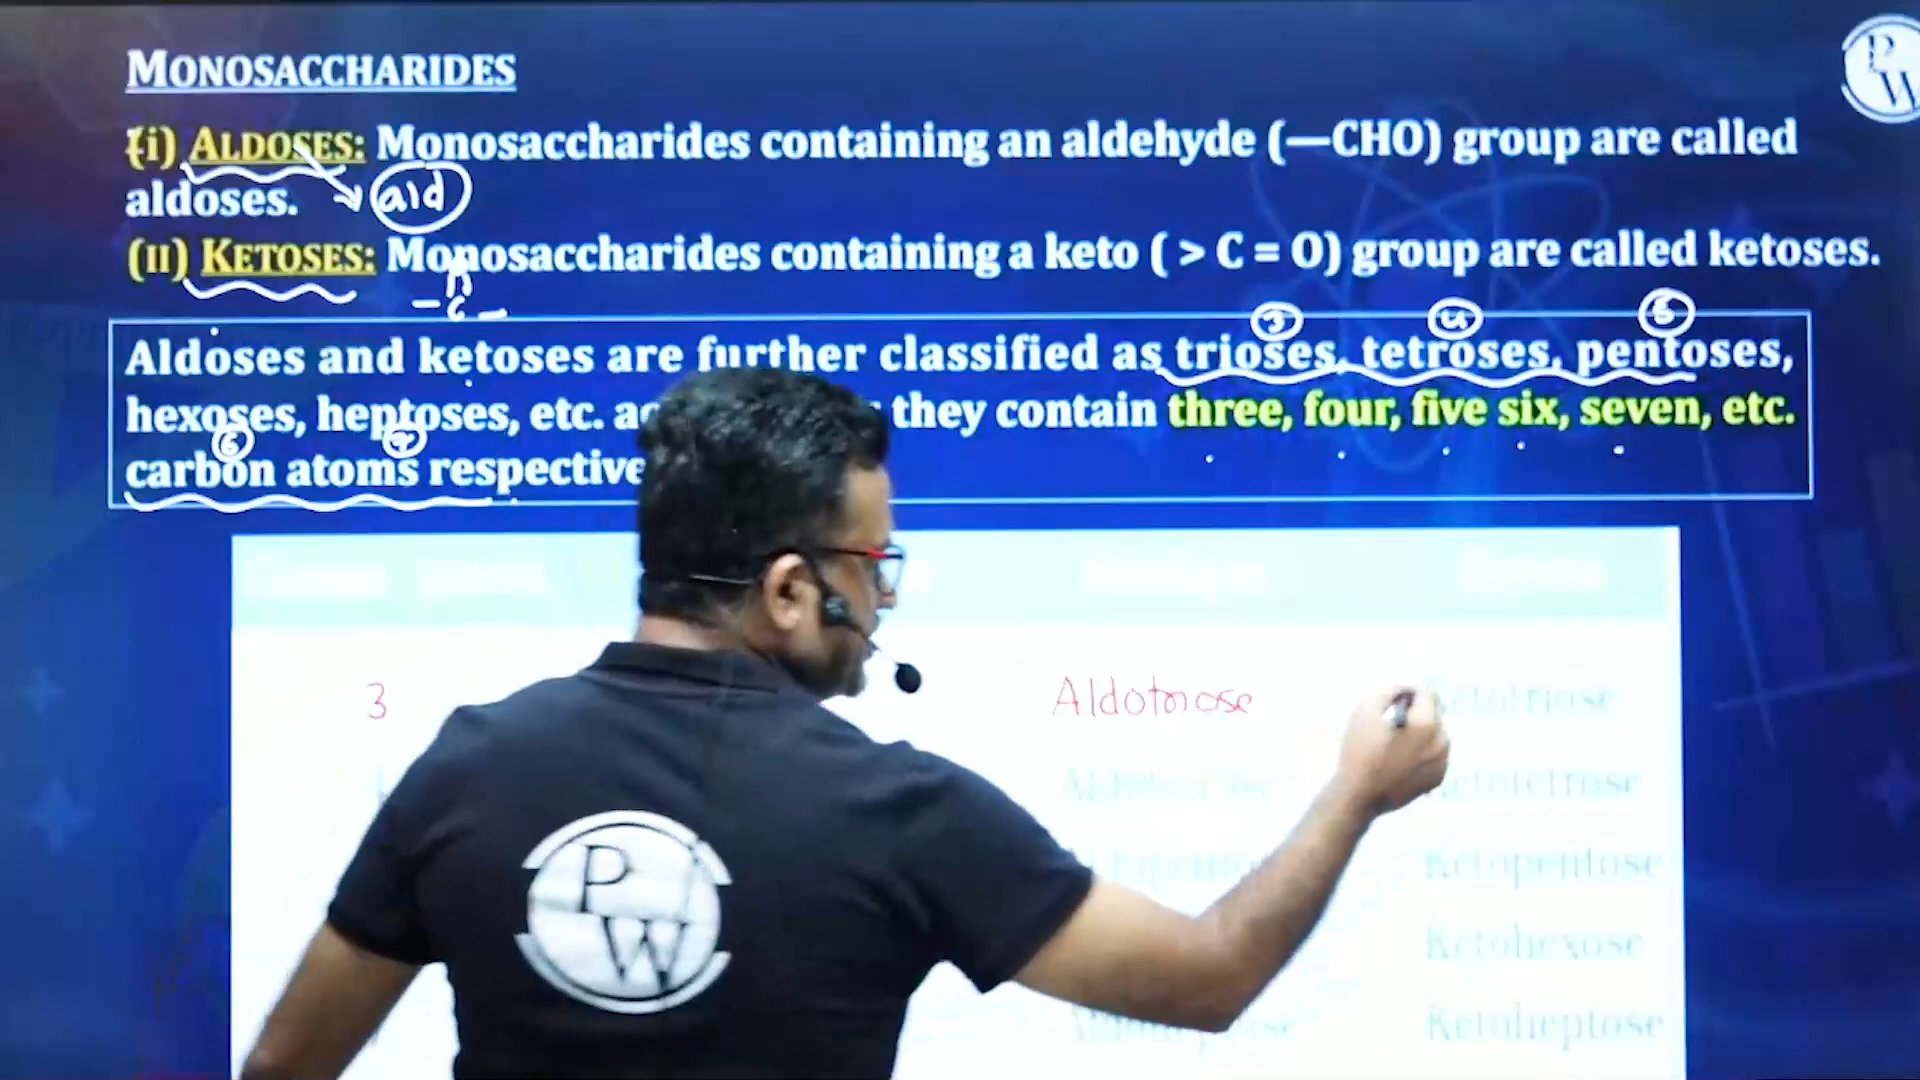 MONOSACCHARIDES
P
W
(i) ALDOSES: Monosaccharides containing an aldehyde (—CHO) group are called
aldoses. ald
(II) KETOSES: Monosaccharides containing a keto ( > C = O) group are called ketoses.
– C –
3 4 5
Aldoses and ketoses are further classified as trioses, tetroses, pentoses,
hexoses, heptoses, etc. they contain three, four, five six, seven, etc.
6 7
carbon atoms
3 Aldotriose Ketotriose
Ketotetrose
Ketopentose
Ketohexose
Ketoheptose
P
W